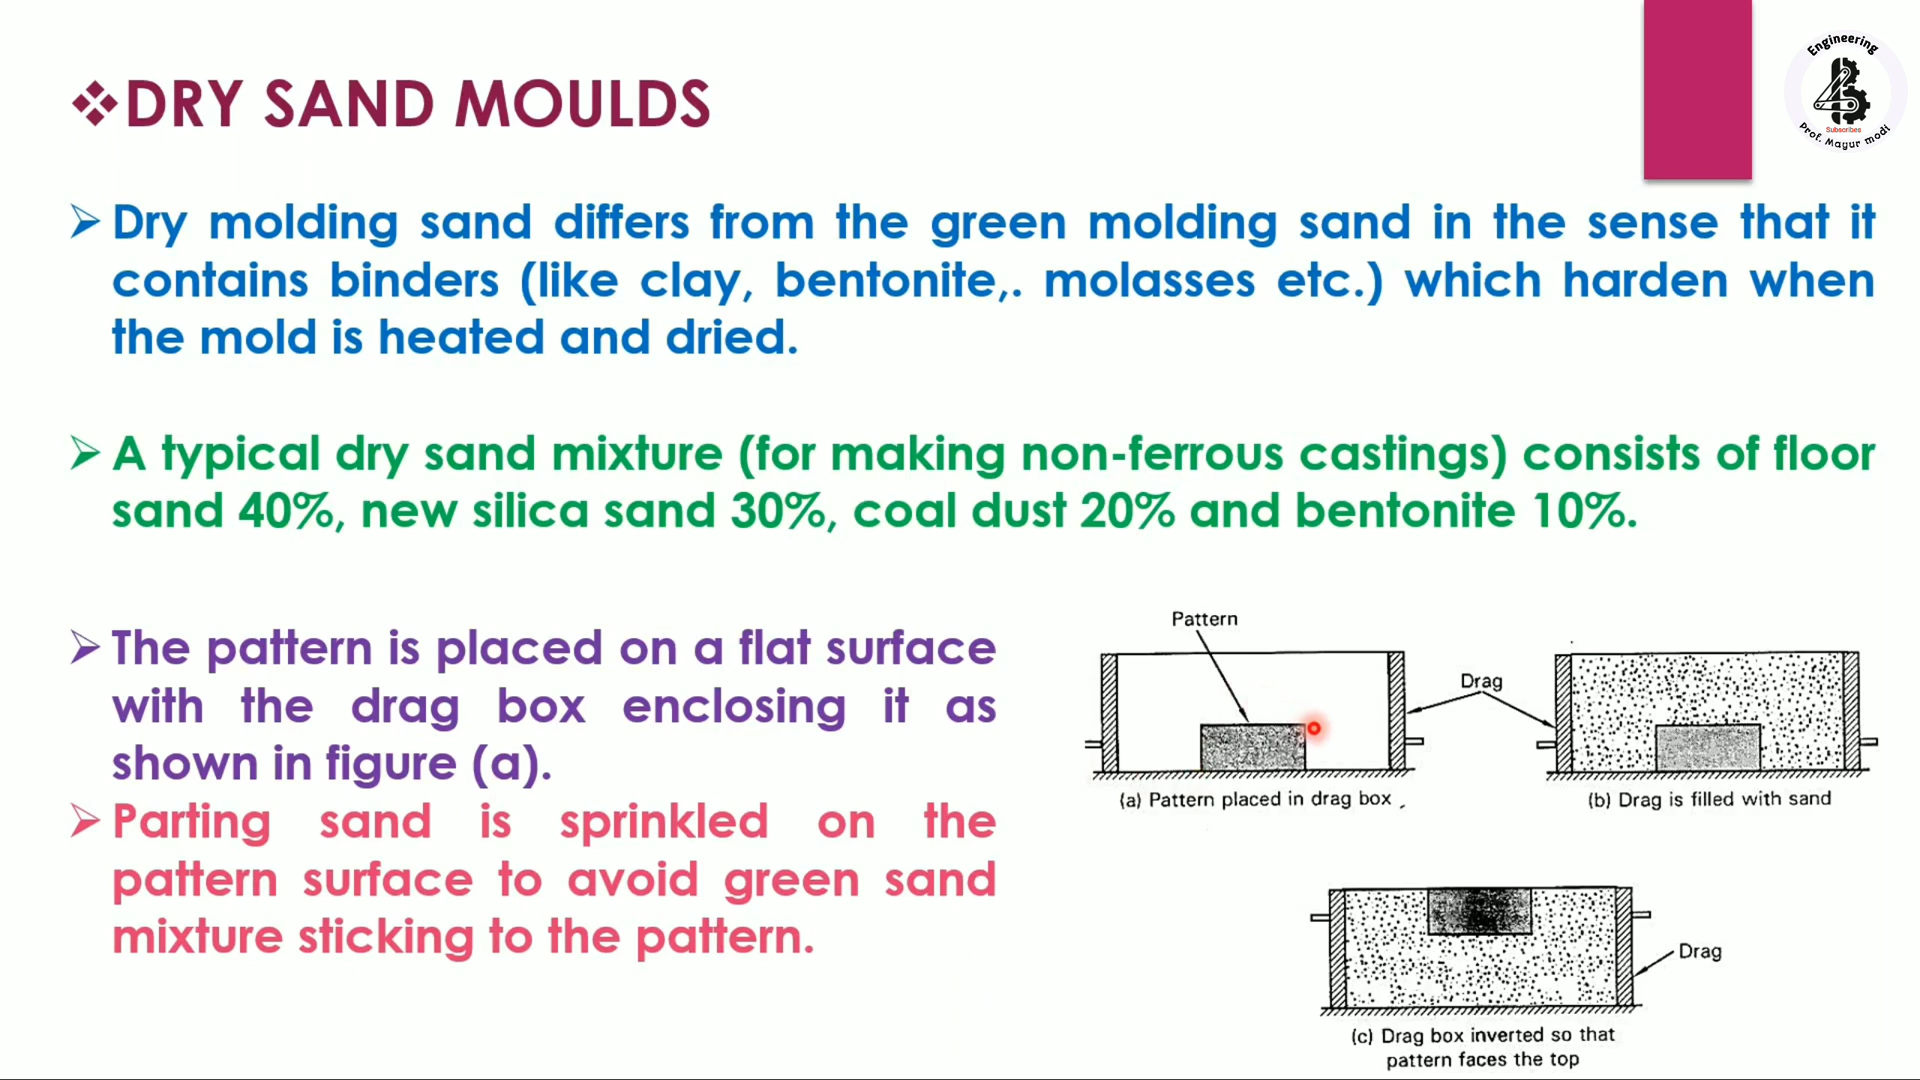 ❖DRY SAND MOULDS
Engineering
Subscribes
Prof. Mayur modi
➢ Dry molding sand differs from the green molding sand in the sense that it
contains binders (like clay, bentonite,. molasses etc.) which harden when
the mold is heated and dried.
➢ A typical dry sand mixture (for making non-ferrous castings) consists of floor
sand 40%, new silica sand 30%, coal dust 20% and bentonite 10%.
➢ The pattern is placed on a flat surface
with the drag box enclosing it as
shown in figure (a).
➢ Parting sand is sprinkled on the
pattern surface to avoid green sand
mixture sticking to the pattern.
Pattern
Drag
(a) Pattern placed in drag box
(b) Drag is filled with sand
Drag
(c) Drag box inverted so that
pattern faces the top